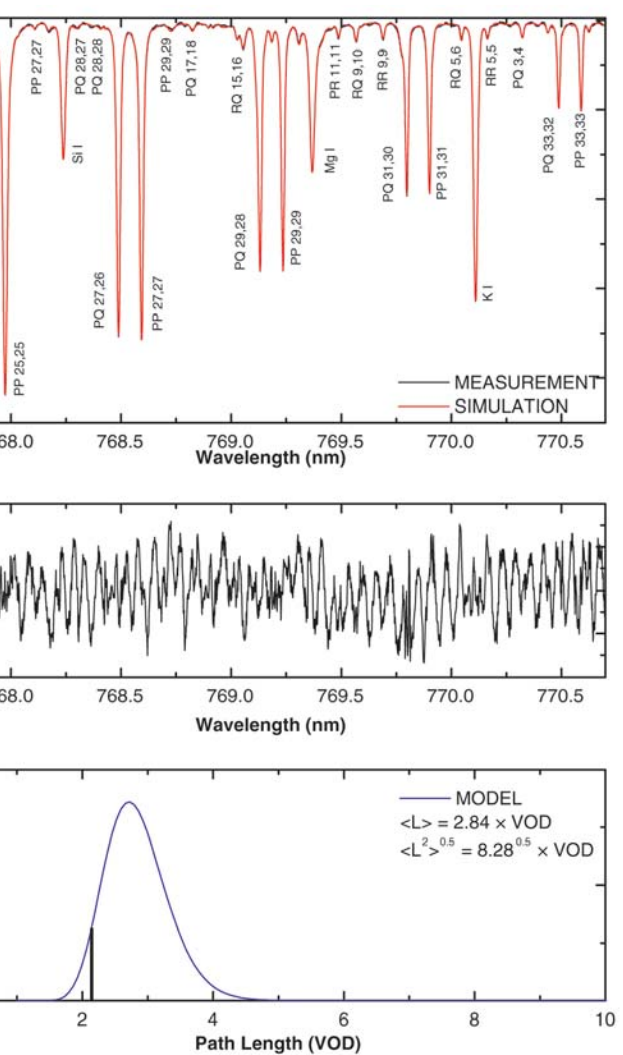 PP 27,27
PQ 28,27
PQ 28,28
PP 29,29
PQ 17,18
RQ 15,16
PR 11,11
RQ 9,10
RR 9,9
RQ 5,6
RR 5,5
PQ 3,4
Si I
Mg I
PQ 31,30
PP 31,31
PQ 33,32
PP 33,33
PQ 27,26
PP 27,27
PQ 29,28
PP 29,29
K I
PP 25,25
MEASUREMENT
SIMULATION
68.0 768.5 769.0 769.5 770.0 770.5
Wavelength (nm)
68.0 768.5 769.0 769.5 770.0 770.5
Wavelength (nm)
MODEL
<L> = 2.84 × VOD
<L²>⁰·⁵ = 8.28⁰·⁵ × VOD
2 4 6 8 10
Path Length (VOD)